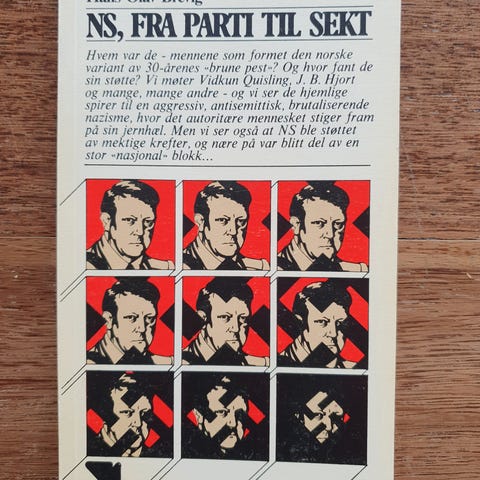 Hans Olav Brevig
NS, FRA PARTI TIL SEKT
Hvem var de - mennene som formet den norske
variant av 30-årenes «brune pest»? Og hvor fant de
sin støtte? Vi møter Vidkun Quisling, J. B. Hjort
og mange, mange andre - og vi ser de hjemlige
spirer til en aggressiv, antisemittisk, brutaliserende
nazisme, hvor det autoritære mennesket stiger fram
på sin jernhæl. Men vi ser også at NS ble støttet
av mektige krefter, og nære på var blitt del av en
stor «nasjonal» blokk...